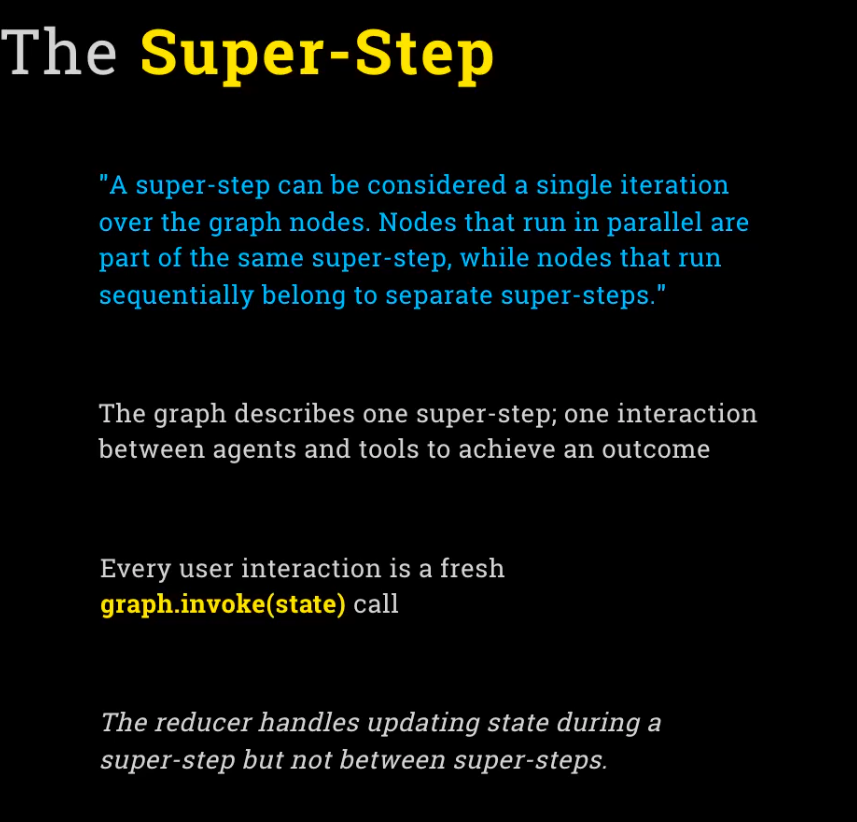 The Super-Step
"A super-step can be considered a single iteration
over the graph nodes. Nodes that run in parallel are
part of the same super-step, while nodes that run
sequentially belong to separate super-steps."
The graph describes one super-step; one interaction
between agents and tools to achieve an outcome
Every user interaction is a fresh
graph.invoke(state) call
The reducer handles updating state during a
super-step but not between super-steps.